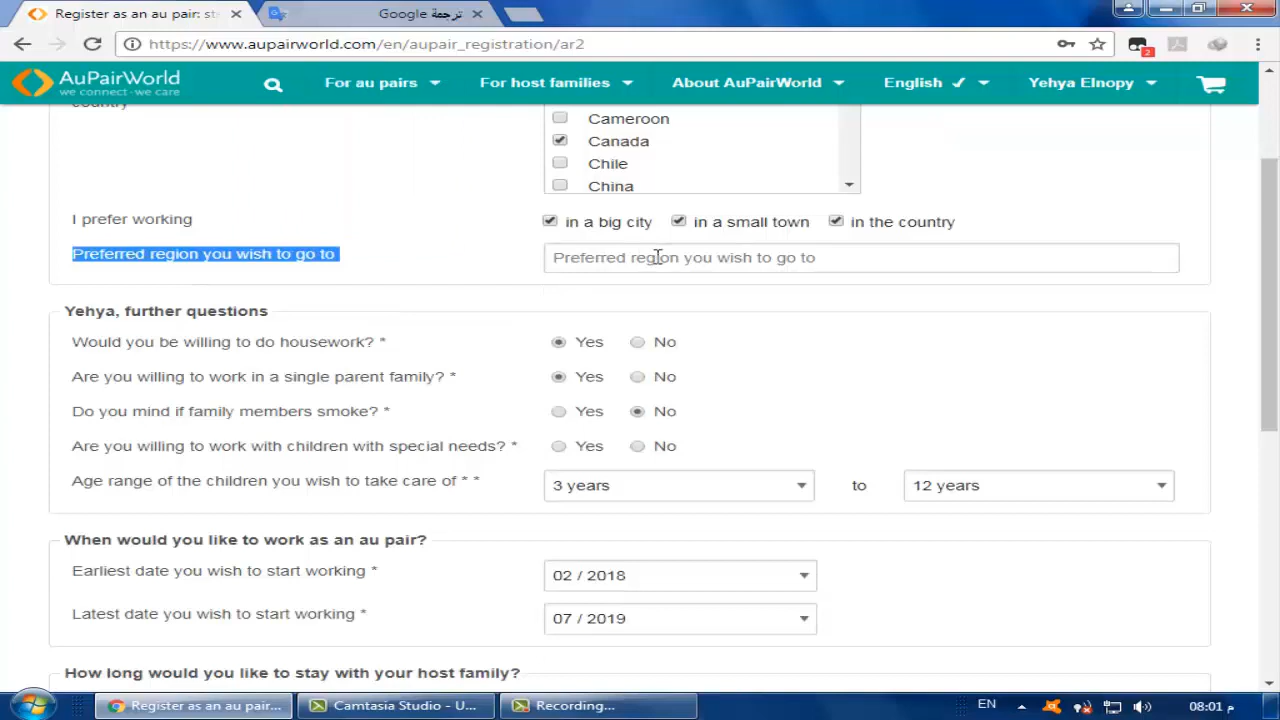 Register as an au pair: st
ترجمة Google
https://www.aupairworld.com/en/aupair_registration/ar2
2
AuPairWorld
we connect · we care
For au pairs
For host families
About AuPairWorld
English
Yehya Elnopy
country
Cameroon
Canada
Chile
China
I prefer working
in a big city
in a small town
in the country
Preferred region you wish to go to
Preferred region you wish to go to
Yehya, further questions
Would you be willing to do housework? *
Yes No
Are you willing to work in a single parent family? *
Yes No
Do you mind if family members smoke? *
Yes No
Are you willing to work with children with special needs? *
Yes No
Age range of the children you wish to take care of * *
3 years to 12 years
When would you like to work as an au pair?
Earliest date you wish to start working *
02 / 2018
Latest date you wish to start working *
07 / 2019
How long would you like to stay with your host family?
Register as an au pair...
Camtasia Studio - U...
Recording...
EN
08:01 م